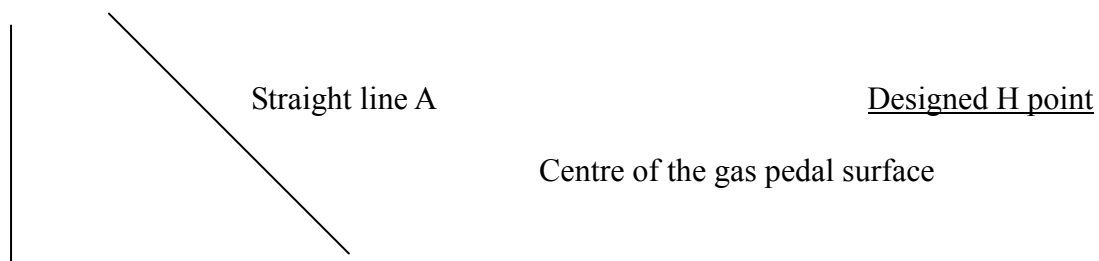 Straight line A
Designed H point
Centre of the gas pedal surface